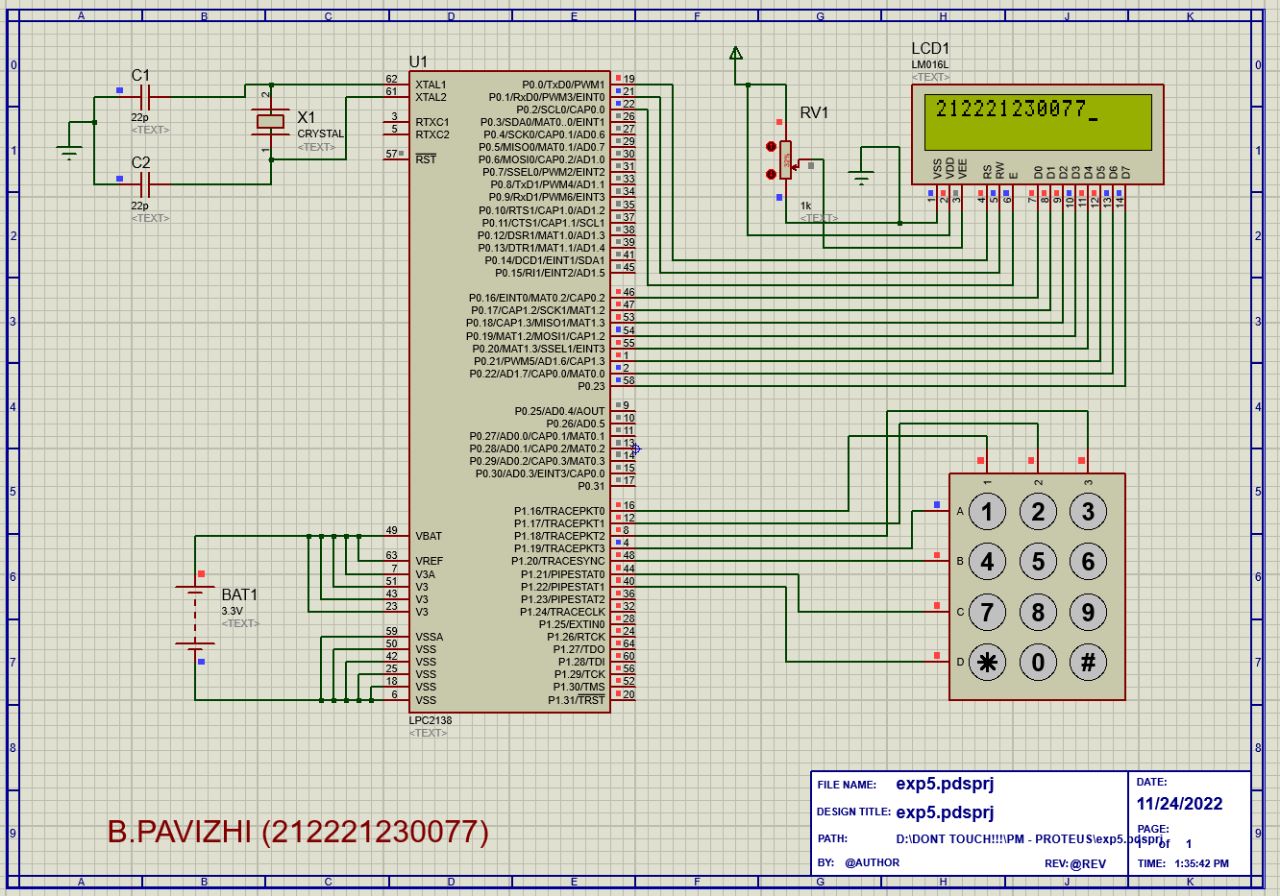 A B C D E F G H J K
0 0
1 1
2 2
3 3
4 4
5 5
6 6
7 7
8 8
9 9
C1
22p
<TEXT>
C2
22p
<TEXT>
2
X1
CRYSTAL
<TEXT>
1
U1
62 XTAL1
61 XTAL2
3 RTXC1
5 RTXC2
57 RST
49 VBAT
63 VREF
7 V3A
51 V3
43 V3
23 V3
59 VSSA
50 VSS
42 VSS
25 VSS
18 VSS
6 VSS
P0.0/TxD0/PWM1 19
P0.1/RxD0/PWM3/EINT0 21
P0.2/SCL0/CAP0.0 22
P0.3/SDA0/MAT0..0/EINT1 26
P0.4/SCK0/CAP0.1/AD0.6 27
P0.5/MISO0/MAT0.1/AD0.7 29
P0.6/MOSI0/CAP0.2/AD1.0 30
P0.7/SSEL0/PWM2/EINT2 31
P0.8/TxD1/PWM4/AD1.1 33
P0.9/RxD1/PWM6/EINT3 34
P0.10/RTS1/CAP1.0/AD1.2 35
P0.11/CTS1/CAP1.1/SCL1 37
P0.12/DSR1/MAT1.0/AD1.3 38
P0.13/DTR1/MAT1.1/AD1.4 39
P0.14/DCD1/EINT1/SDA1 41
P0.15/RI1/EINT2/AD1.5 45
P0.16/EINT0/MAT0.2/CAP0.2 46
P0.17/CAP1.2/SCK1/MAT1.2 47
P0.18/CAP1.3/MISO1/MAT1.3 53
P0.19/MAT1.2/MOSI1/CAP1.2 54
P0.20/MAT1.3/SSEL1/EINT3 55
P0.21/PWM5/AD1.6/CAP1.3 1
P0.22/AD1.7/CAP0.0/MAT0.0 2
P0.23 58
P0.25/AD0.4/AOUT 9
P0.26/AD0.5 10
P0.27/AD0.0/CAP0.1/MAT0.1 11
P0.28/AD0.1/CAP0.2/MAT0.2 13
P0.29/AD0.2/CAP0.3/MAT0.3 14
P0.30/AD0.3/EINT3/CAP0.0 15
P0.31 17
P1.16/TRACEPKT0 16
P1.17/TRACEPKT1 12
P1.18/TRACEPKT2 8
P1.19/TRACEPKT3 4
P1.20/TRACESYNC 48
P1.21/PIPESTAT0 44
P1.22/PIPESTAT1 40
P1.23/PIPESTAT2 36
P1.24/TRACECLK 32
P1.25/EXTIN0 28
P1.26/RTCK 24
P1.27/TDO 64
P1.28/TDI 60
P1.29/TCK 56
P1.30/TMS 52
P1.31/TRST 20
LPC2138
<TEXT>
BAT1
3.3V
<TEXT>
RV1
1k
<TEXT>
LCD1
LM016L
<TEXT>
212221230077_
VSS VDD VEE RS RW E D0 D1 D2 D3 D4 D5 D6 D7
1 2 3 4 5 6 7 8 9 10 11 12 13 14
1 2 3
A 1 2 3
B 4 5 6
C 7 8 9
D * 0 #
B.PAVIZHI (212221230077)
FILE NAME: exp5.pdsprj
DESIGN TITLE: exp5.pdsprj
PATH: D:\DONT TOUCH!!!\PM - PROTEUS\exp5.pdsprj
BY: @AUTHOR REV:@REV
DATE:
11/24/2022
PAGE:
1 of 1
TIME: 1:35:42 PM
A B C D E F G H J K